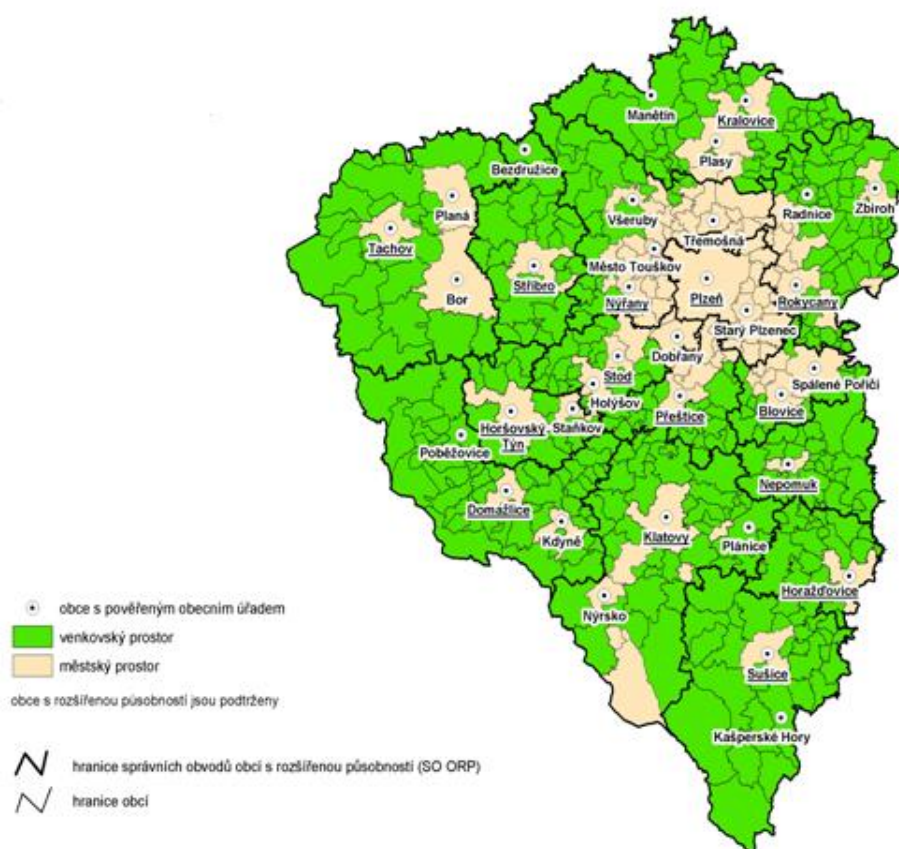 Manětín
Kralovice
Plasy
Bezdružice
Planá
Všeruby
Radnice
Zbiroh
Třemošná
Tachov
Město Touškov
Bor
Stříbro
Nýřany
Plzeň
Rokycany
Starý Plzenec
Dobřany
Stod
Spálené Poříčí
Holýšov
Blovice
Přeštice
Horšovský
Týn
Staňkov
Poběžovice
Nepomuk
Domažlice
Kdyně
Klatovy
Plánice
Horažďovice
Nýrsko
Sušice
Kašperské Hory
obce s pověřeným obecním úřadem
venkovský prostor
městský prostor
obce s rozšířenou působností jsou podtrženy
hranice správních obvodů obcí s rozšířenou působností (SO ORP)
hranice obcí